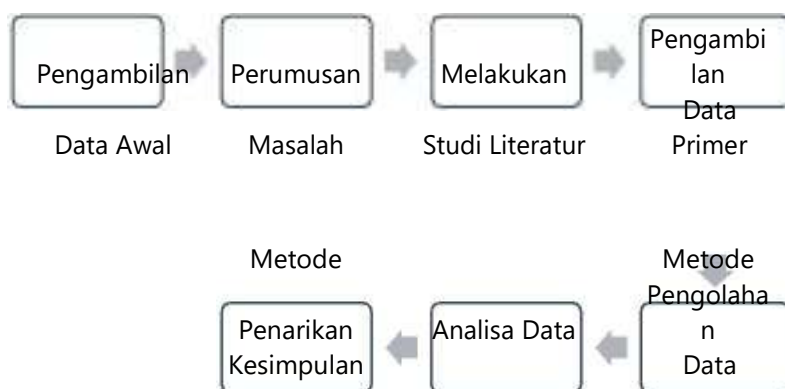 Pengambilan
Data Awal
Perumusan
Masalah
Melakukan
Studi Literatur
Pengambi
lan
Data
Primer
Metode
Pengolaha
n
Data
Analisa Data
Metode
Penarikan
Kesimpulan